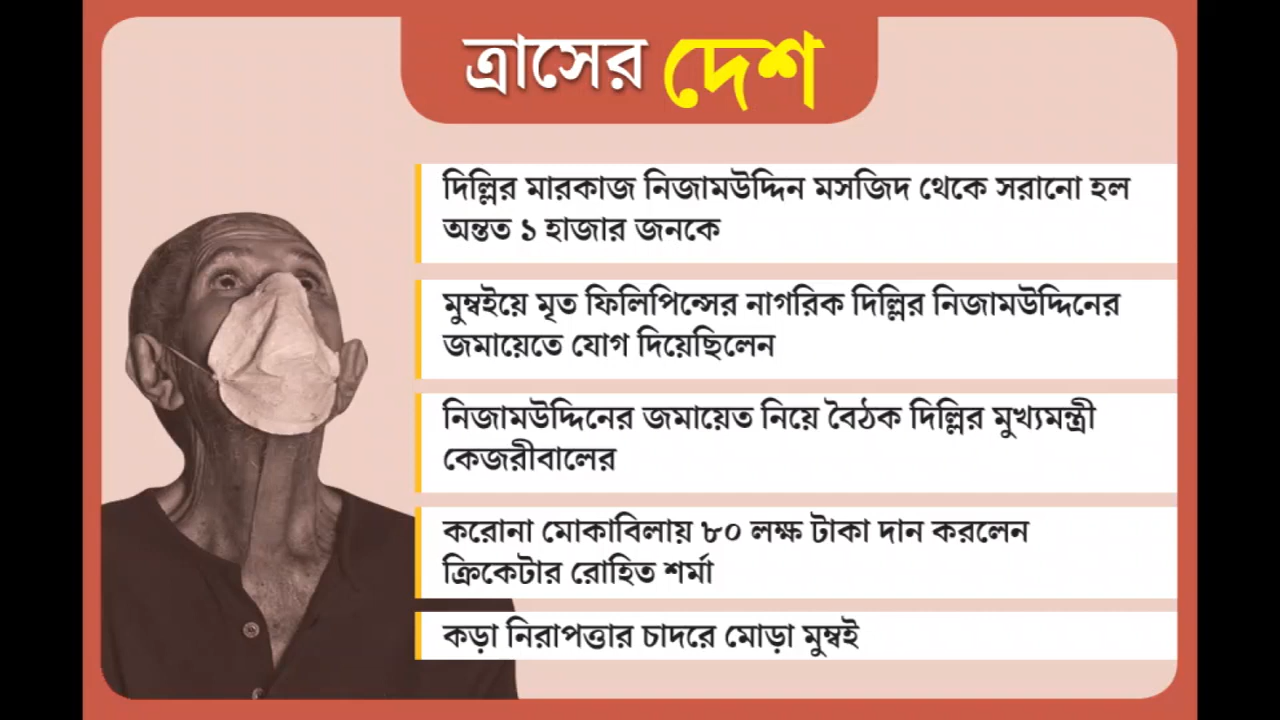 ত্রাসের দেশ
দিল্লির মারকাজ নিজামউদ্দিন মসজিদ থেকে সরানো হল
অন্তত ১ হাজার জনকে
মুম্বইয়ে মৃত ফিলিপিন্সের নাগরিক দিল্লির নিজামউদ্দিনের
জমায়েতে যোগ দিয়েছিলেন
নিজামউদ্দিনের জমায়েত নিয়ে বৈঠক দিল্লির মুখ্যমন্ত্রী
কেজরীবালের
করোনা মোকাবিলায় ৮০ লক্ষ টাকা দান করলেন
ক্রিকেটার রোহিত শর্মা
কড়া নিরাপত্তার চাদরে মোড়া মুম্বই